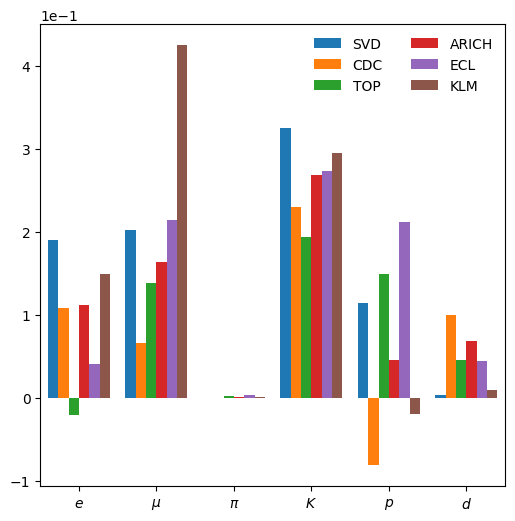 1e−1
SVD ARICH
CDC ECL
TOP KLM
4
3
2
1
0
−1
e μ π K p d